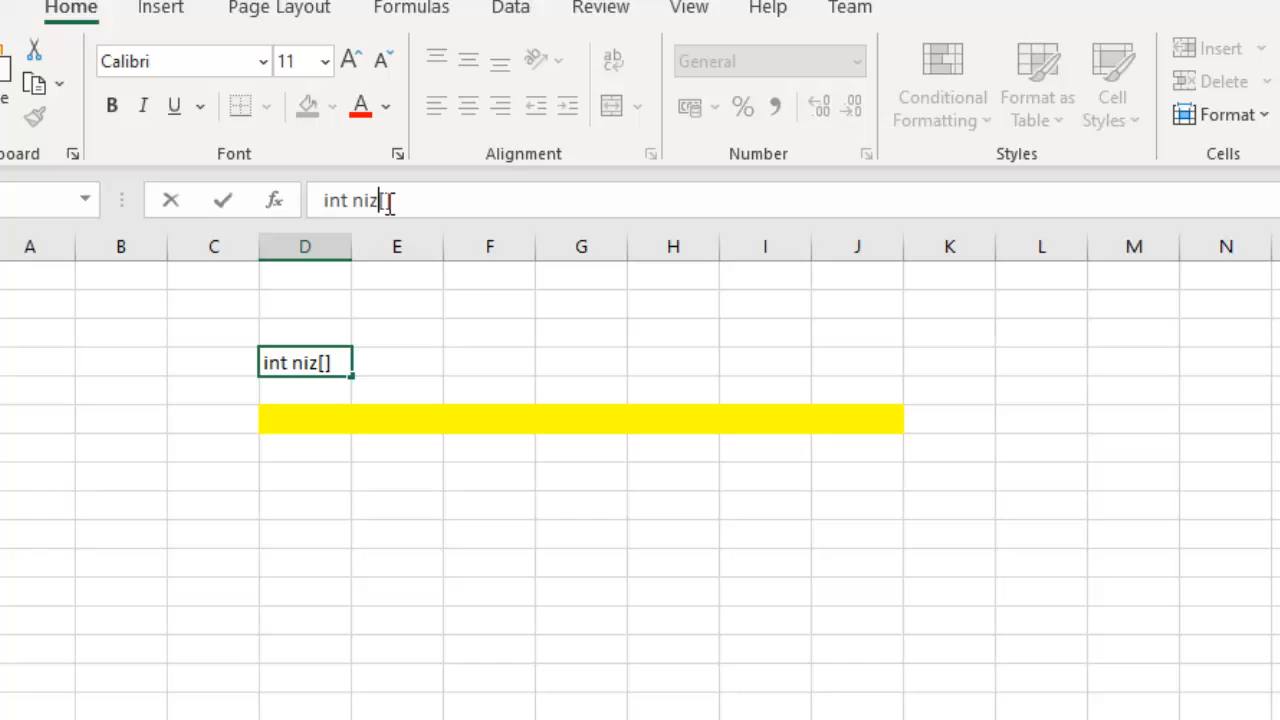 Home Insert Page Layout Formulas Data Review View Help Team
Calibri 11 A A General Insert
Delete
B I U A % Conditional Formatting Format as Table Cell Styles Format
Font Alignment Number Styles Cells
fx int niz[]
A B C D E F G H I J K L M N
int niz[]